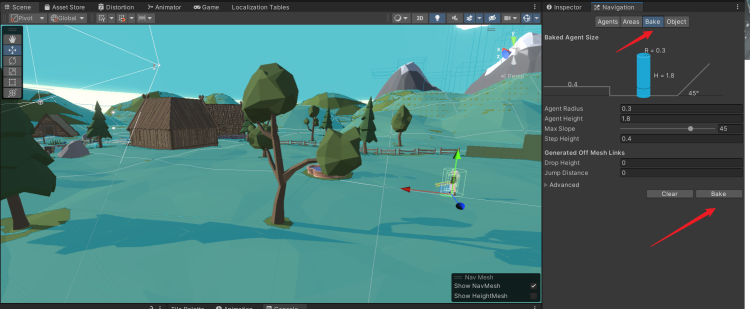 Scene Asset Store Distortion Animator Game Localization Tables
Inspector Navigation
Pivot Global
2D
Agents Areas Bake Object
Baked Agent Size
R = 0.3
H = 1.8
0.4
45°
Persp
Agent Radius 0.3
Agent Height 1.8
Max Slope 45
Step Height 0.4
Generated Off Mesh Links
Drop Height 0
Jump Distance 0
Advanced
Clear Bake
Nav Mesh
Show NavMesh
Show HeightMesh
Tile Palette Animation Console